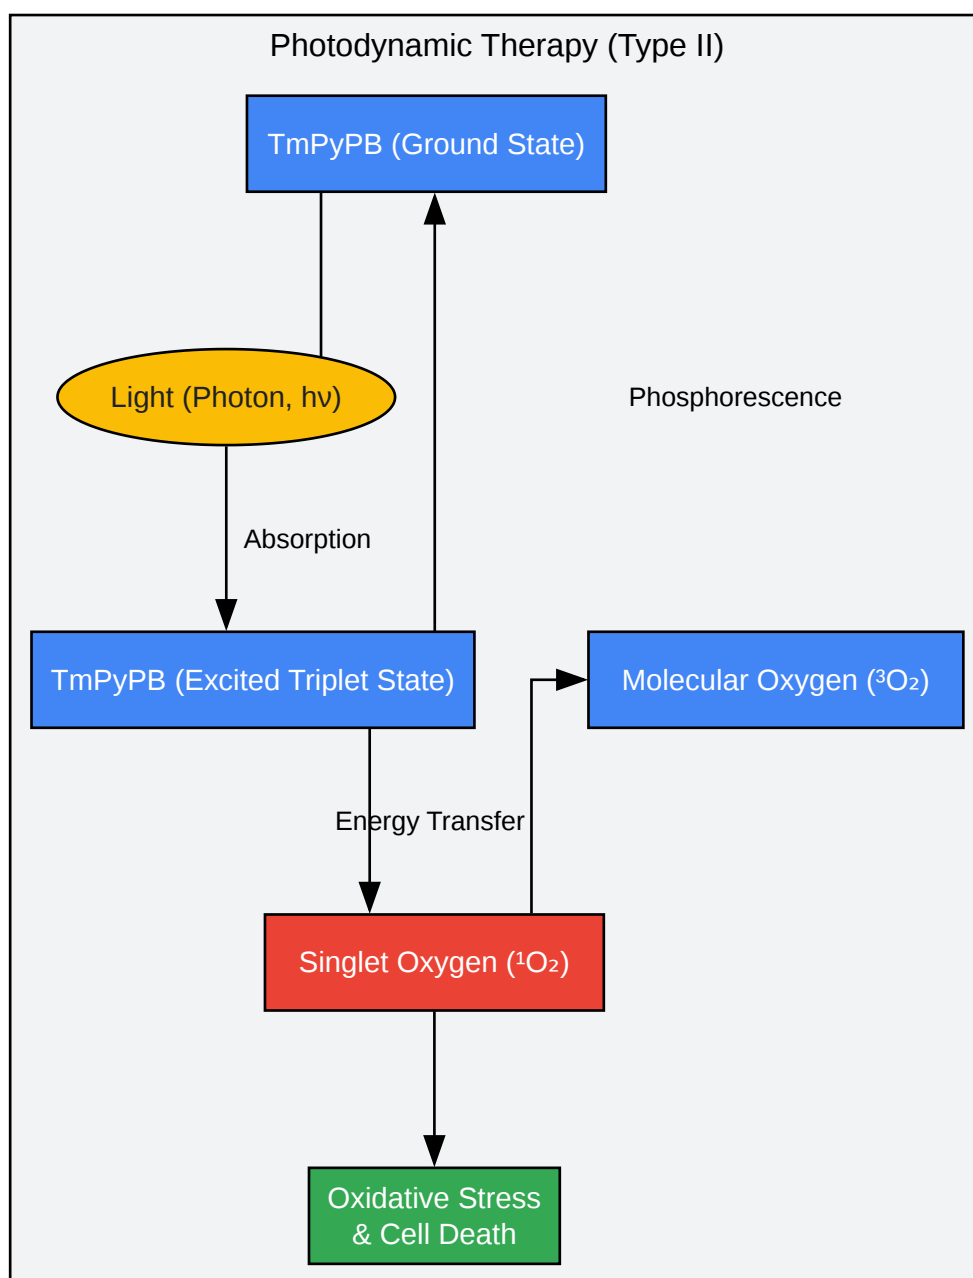 Photodynamic Therapy (Type II)
TmPyPB (Ground State)
Light (Photon, hν)
Phosphorescence
Absorption
TmPyPB (Excited Triplet State)
Molecular Oxygen (³O₂)
Energy Transfer
Singlet Oxygen (¹O₂)
Oxidative Stress
& Cell Death